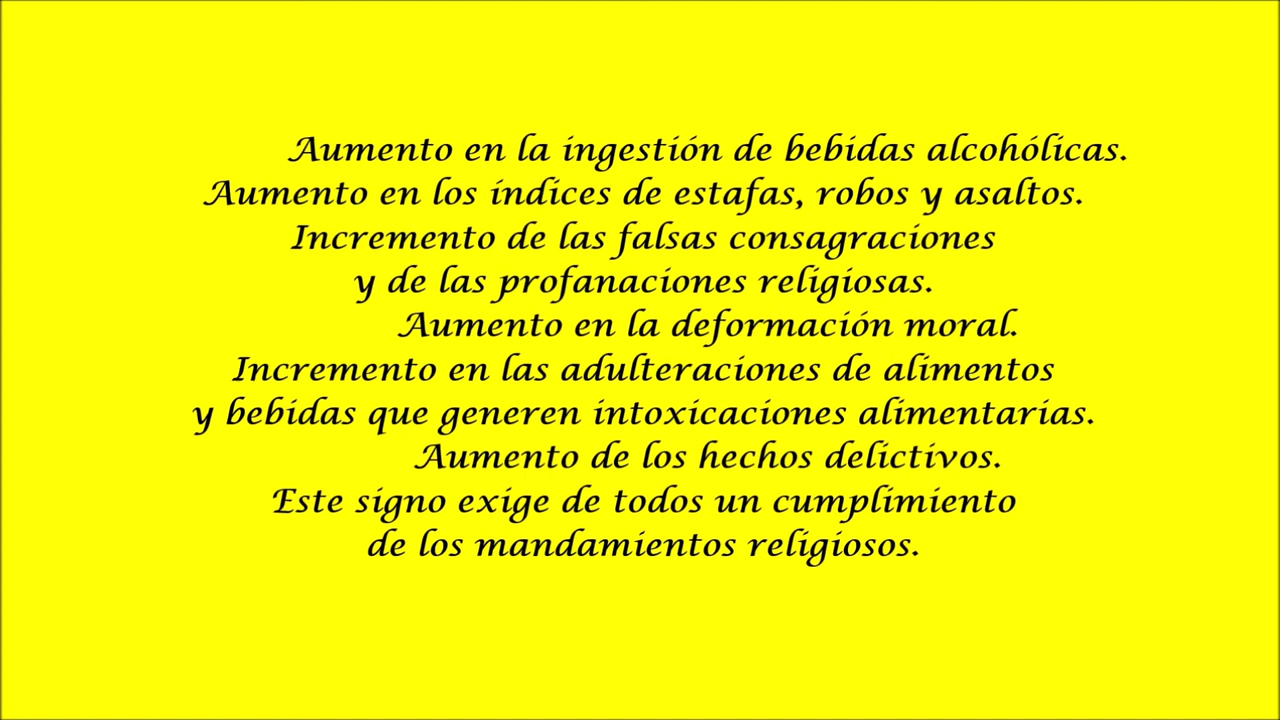 Aumento en la ingestión de bebidas alcohólicas.
Aumento en los índices de estafas, robos y asaltos.
Incremento de las falsas consagraciones
y de las profanaciones religiosas.
Aumento en la deformación moral.
Incremento en las adulteraciones de alimentos
y bebidas que generen intoxicaciones alimentarias.
Aumento de los hechos delictivos.
Este signo exige de todos un cumplimiento
de los mandamientos religiosos.